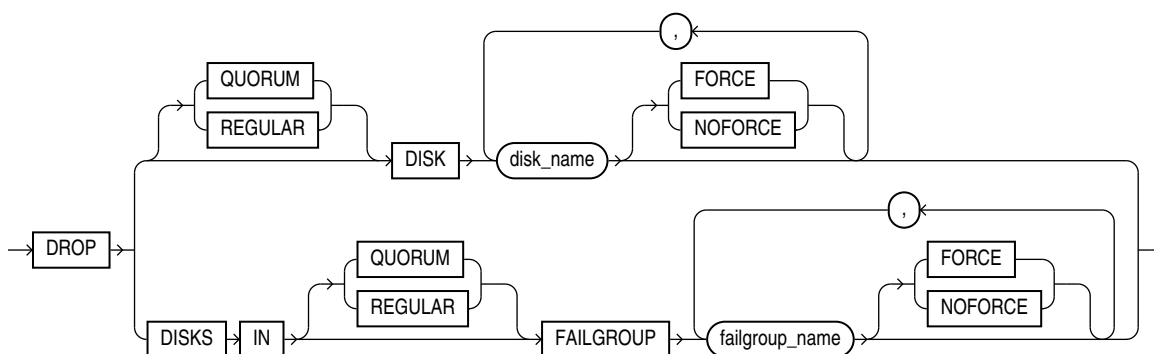 ,
QUORUM FORCE
REGULAR NOFORCE
DISK disk_name
,
DROP
QUORUM FORCE
REGULAR NOFORCE
DISKS IN FAILGROUP failgroup_name